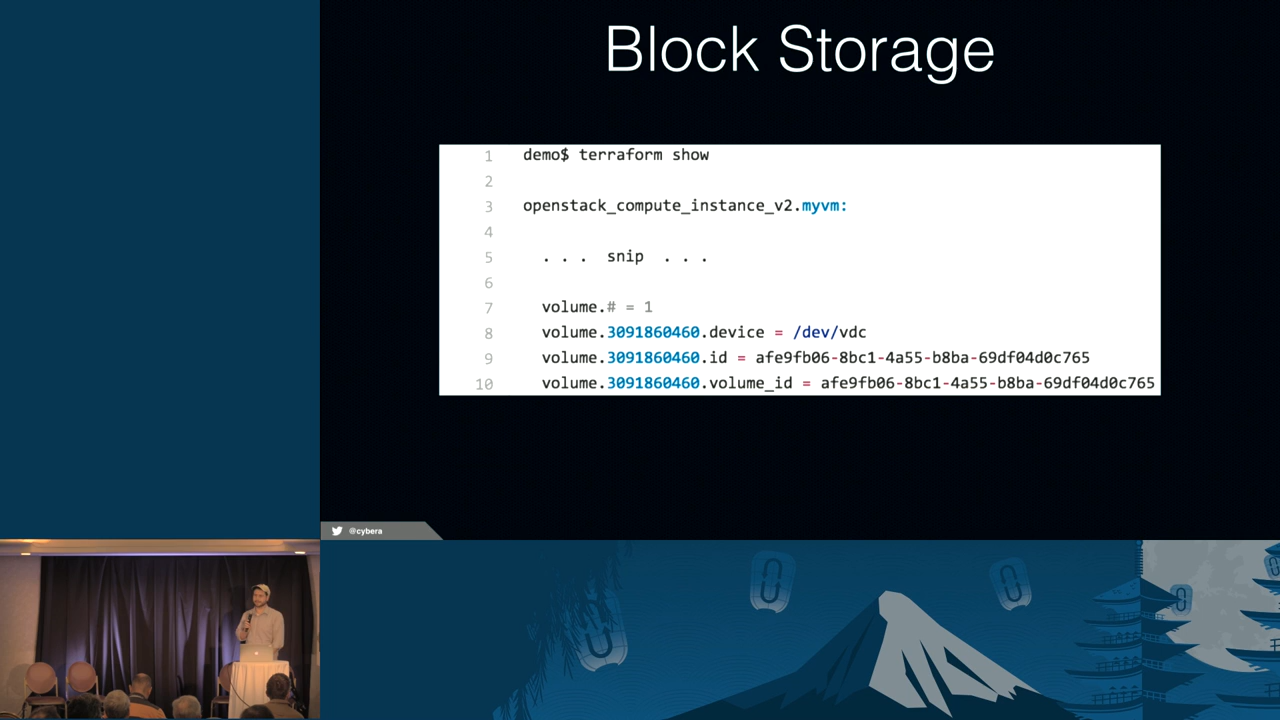 Block Storage
1 demo$ terraform show
2
3 openstack_compute_instance_v2.myvm:
4
5 . . . snip . . .
6
7 volume.# = 1
8 volume.3091860460.device = /dev/vdc
9 volume.3091860460.id = afe9fb06-8bc1-4a55-b8ba-69df04d0c765
10 volume.3091860460.volume_id = afe9fb06-8bc1-4a55-b8ba-69df04d0c765
@cybera